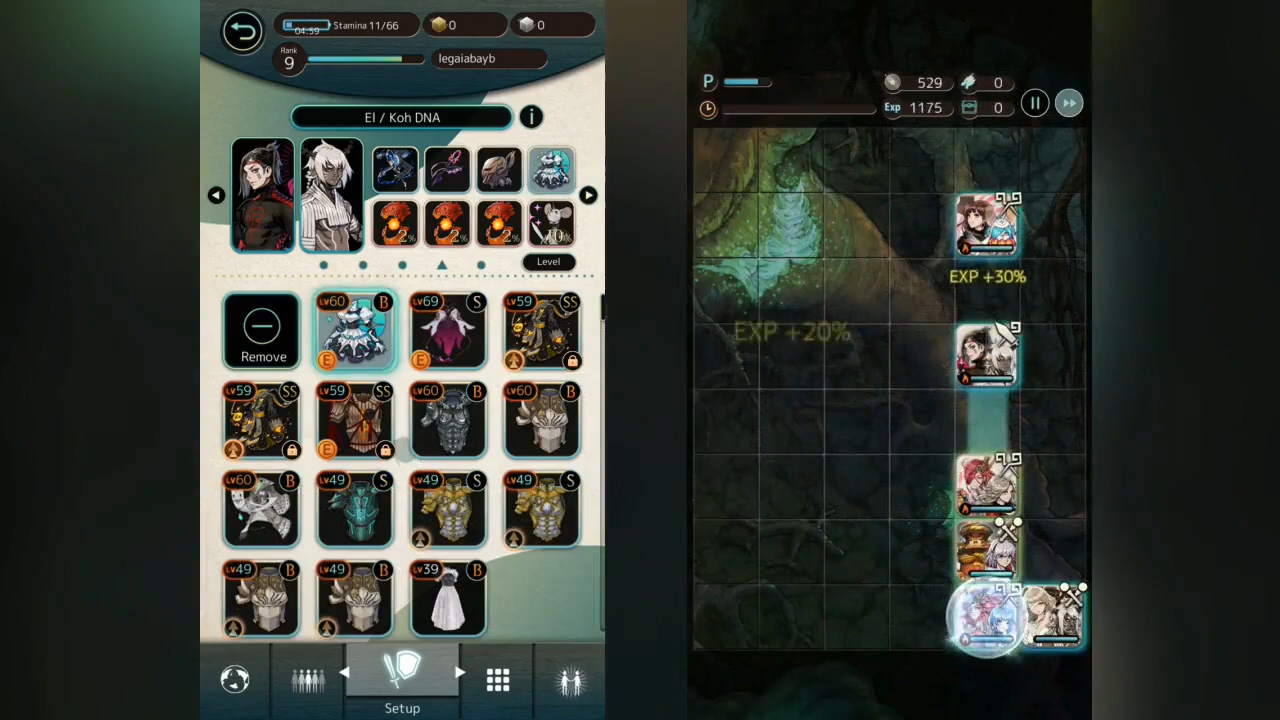 04:59
Stamina 11/66
0
0
Rank
9
legaiabayb
El / Koh DNA
i
2%
2%
2%
10%
Level
Remove
LV60 B
E
LV69 S
E
LV59 SS
LV59 SS
LV59 SS
E
LV60 B
LV60 B
LV60 B
LV49 S
LV49 S
LV49 S
LV49 B
LV49 B
LV39 B
Setup
P
529
0
Exp 1175
0
EXP +30%
EXP +20%